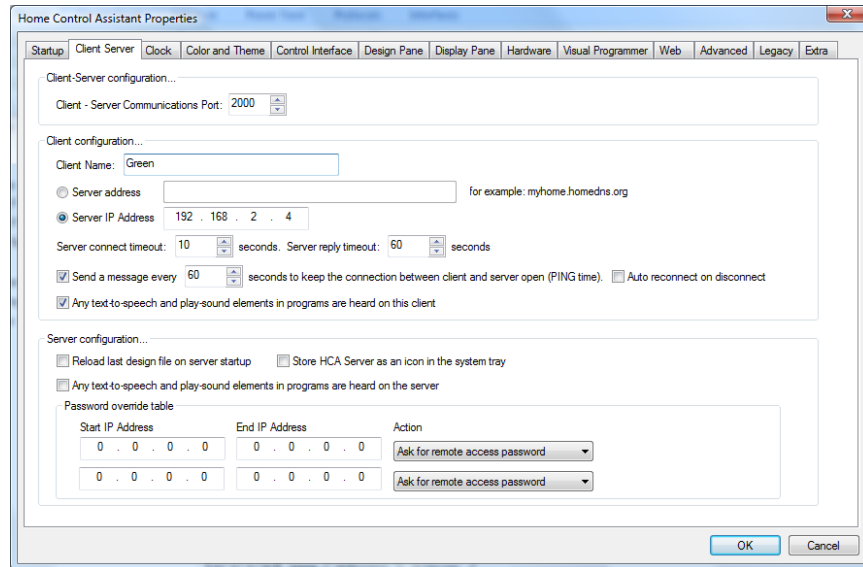 Home Control Assistant Properties
Startup Client Server Clock Color and Theme Control Interface Design Pane Display Pane Hardware Visual Programmer Web Advanced Legacy Extra
Client-Server configuration...
Client - Server Communications Port: 2000
Client configuration...
Client Name: Green
Server address for example: myhome.homedns.org
Server IP Address 192 . 168 . 2 . 4
Server connect timeout: 10 seconds. Server reply timeout: 60 seconds
Send a message every 60 seconds to keep the connection between client and server open (PING time). Auto reconnect on disconnect
Any text-to-speech and play-sound elements in programs are heard on this client
Server configuration...
Reload last design file on server startup Store HCA Server as an icon in the system tray
Any text-to-speech and play-sound elements in programs are heard on the server
Password override table
Start IP Address End IP Address Action
0 . 0 . 0 . 0 0 . 0 . 0 . 0 Ask for remote access password
0 . 0 . 0 . 0 0 . 0 . 0 . 0 Ask for remote access password
OK Cancel